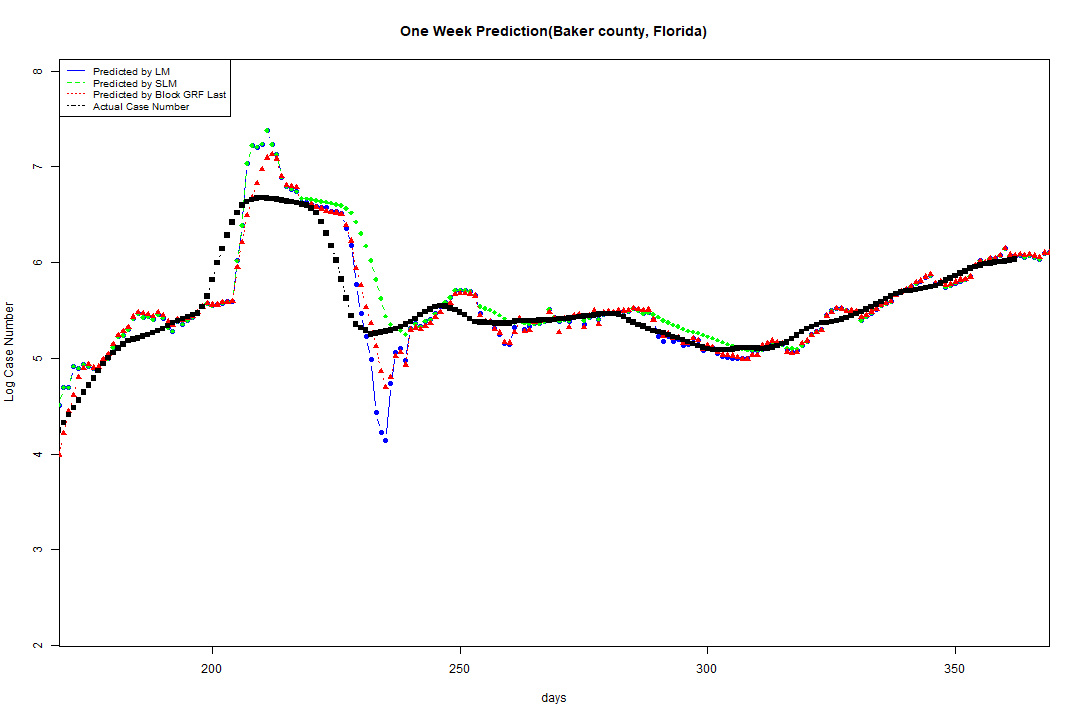 One Week Prediction(Baker county, Florida)
Predicted by LM
Predicted by SLM
Predicted by Block GRF Last
Actual Case Number
8
7
6
5
4
3
2
Log Case Number
200 250 300 350
days